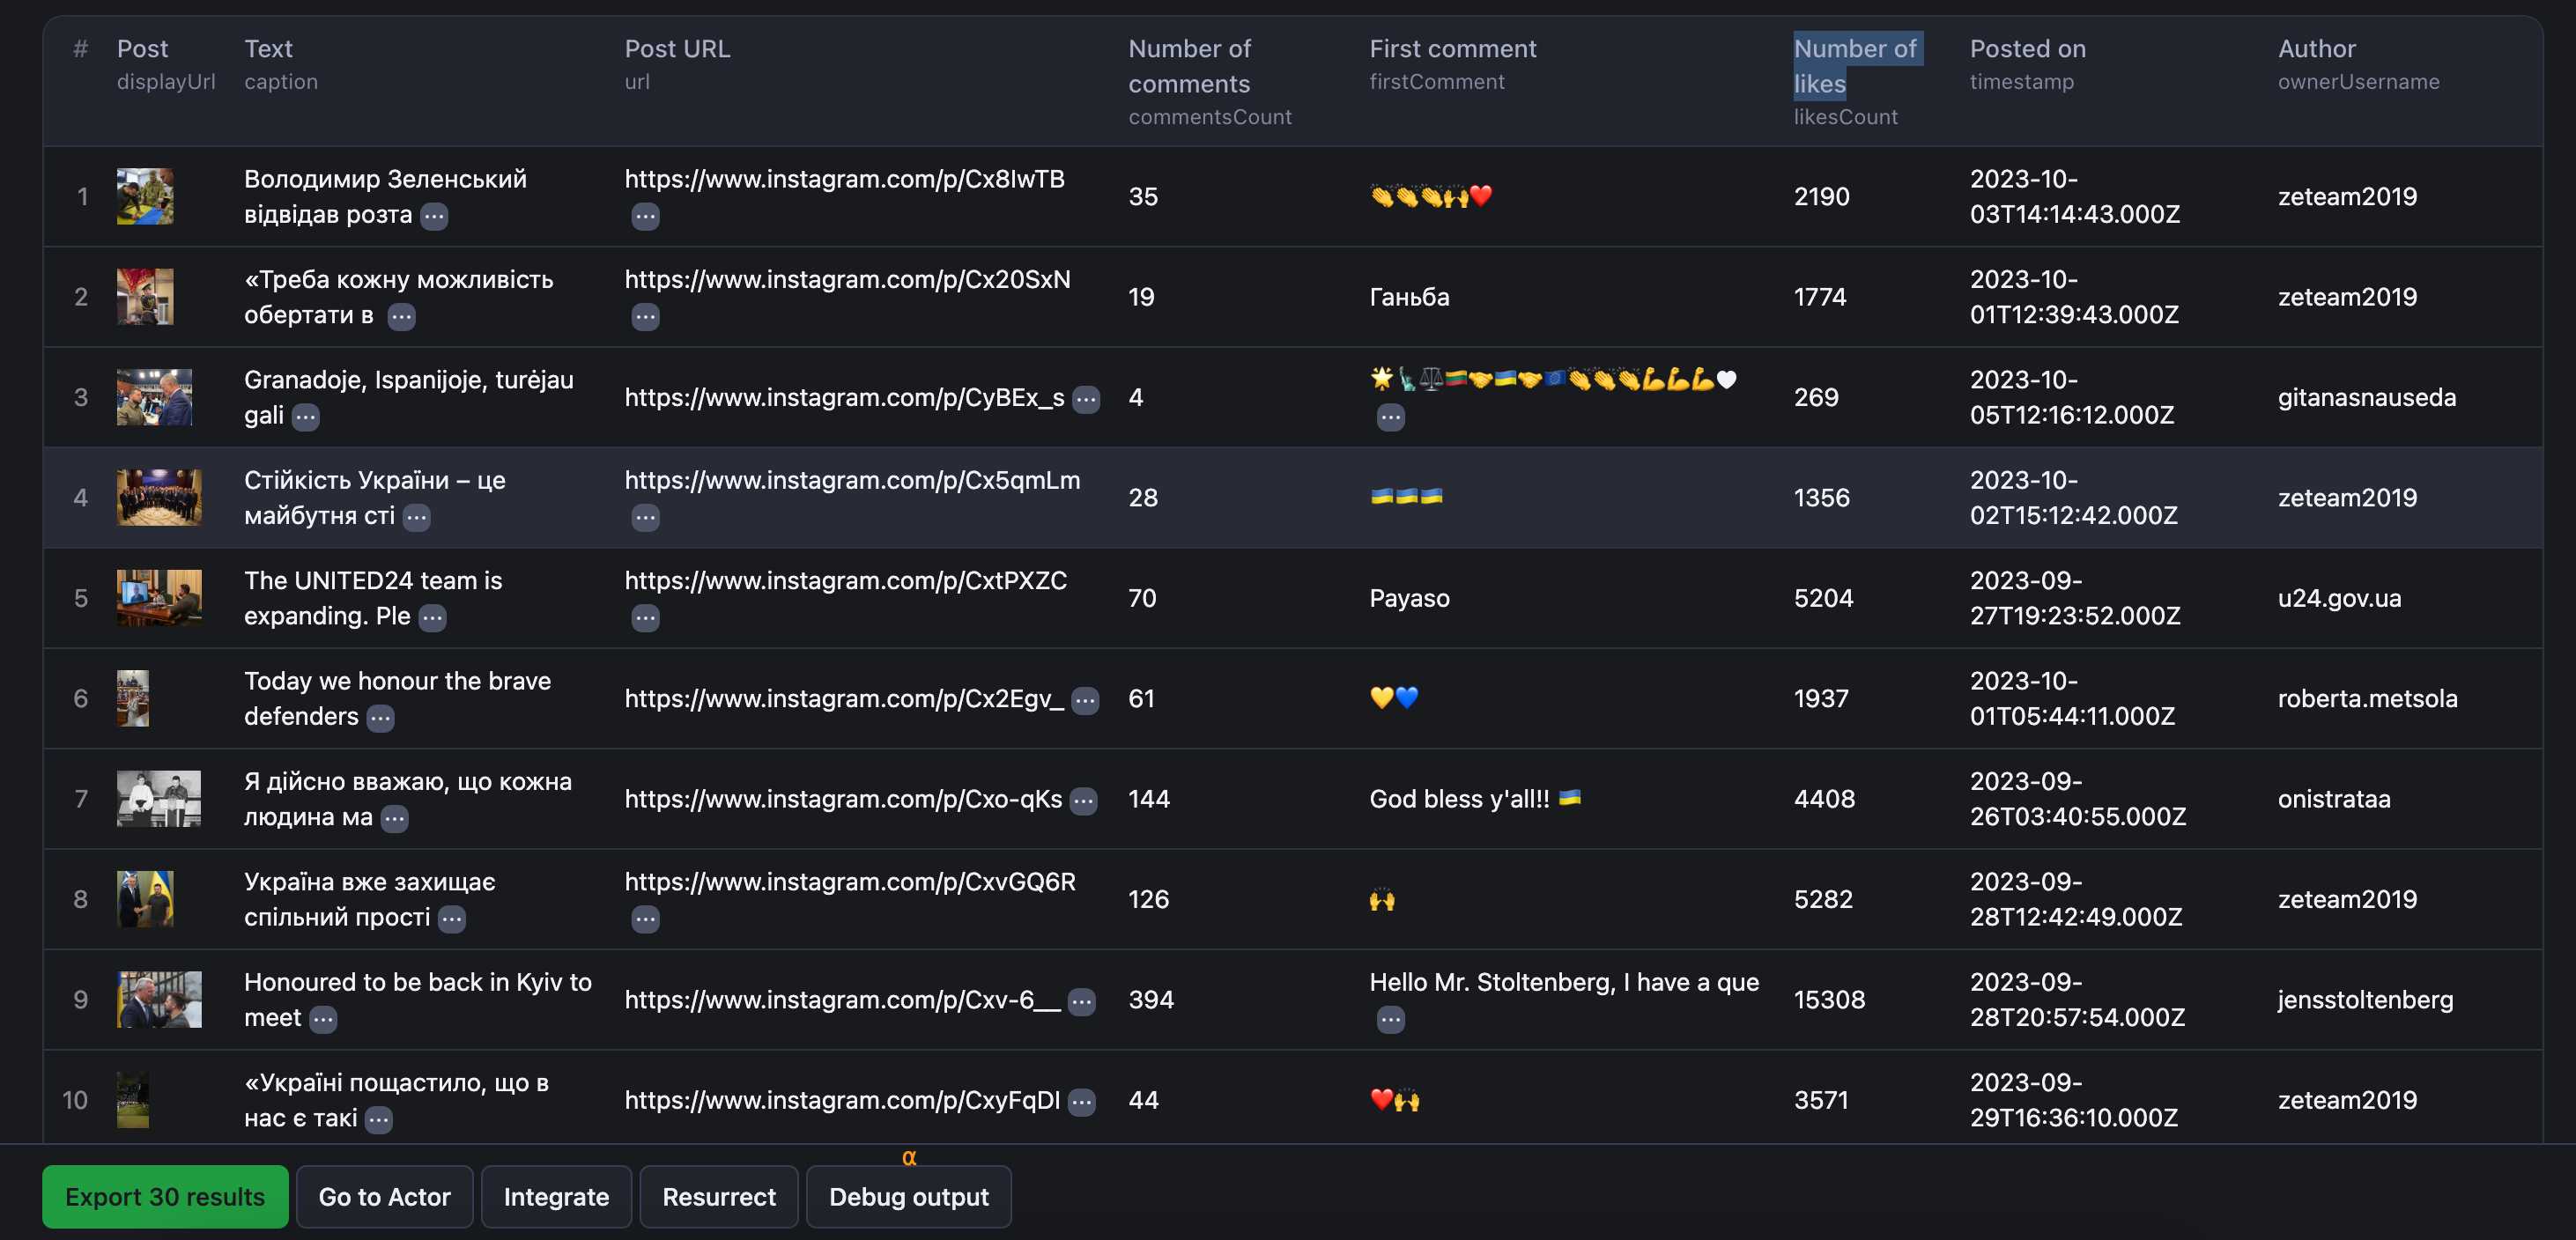 # Post Text Post URL Number of First comment Number of Posted on Author
displayUrl caption url comments firstComment likes timestamp ownerUsername
commentsCount likesCount
1 Володимир Зеленський відвідав розта ... https://www.instagram.com/p/Cx8IwTB ... 35 👏👏👏🙌❤️ 2190 2023-10-03T14:14:43.000Z zeteam2019
2 «Треба кожну можливість обертати в ... https://www.instagram.com/p/Cx20SxN ... 19 Ганьба 1774 2023-10-01T12:39:43.000Z zeteam2019
3 Granadoje, Ispanijoje, turėjau gali ... https://www.instagram.com/p/CyBEx_s ... 4 🌟🗽⚖️🇱🇹🤝🇺🇦🤝🇪🇺👏👏👏💪💪💪🤍 ... 269 2023-10-05T12:16:12.000Z gitanasnauseda
4 Стійкість України – це майбутня сті ... https://www.instagram.com/p/Cx5qmLm ... 28 🇺🇦🇺🇦🇺🇦 1356 2023-10-02T15:12:42.000Z zeteam2019
5 The UNITED24 team is expanding. Ple ... https://www.instagram.com/p/CxtPXZC ... 70 Payaso 5204 2023-09-27T19:23:52.000Z u24.gov.ua
6 Today we honour the brave defenders ... https://www.instagram.com/p/Cx2Egv_ ... 61 💛💙 1937 2023-10-01T05:44:11.000Z roberta.metsola
7 Я дійсно вважаю, що кожна людина ма ... https://www.instagram.com/p/Cxo-qKs ... 144 God bless y'all!! 🇺🇦 4408 2023-09-26T03:40:55.000Z onistrataa
8 Україна вже захищає спільний прості ... https://www.instagram.com/p/CxvGQ6R ... 126 🙌 5282 2023-09-28T12:42:49.000Z zeteam2019
9 Honoured to be back in Kyiv to meet ... https://www.instagram.com/p/Cxv-6__ ... 394 Hello Mr. Stoltenberg, I have a que ... 15308 2023-09-28T20:57:54.000Z jensstoltenberg
10 «Україні пощастило, що в нас є такі ... https://www.instagram.com/p/CxyFqDl ... 44 ❤️🙌 3571 2023-09-29T16:36:10.000Z zeteam2019
α
Export 30 results Go to Actor Integrate Resurrect Debug output